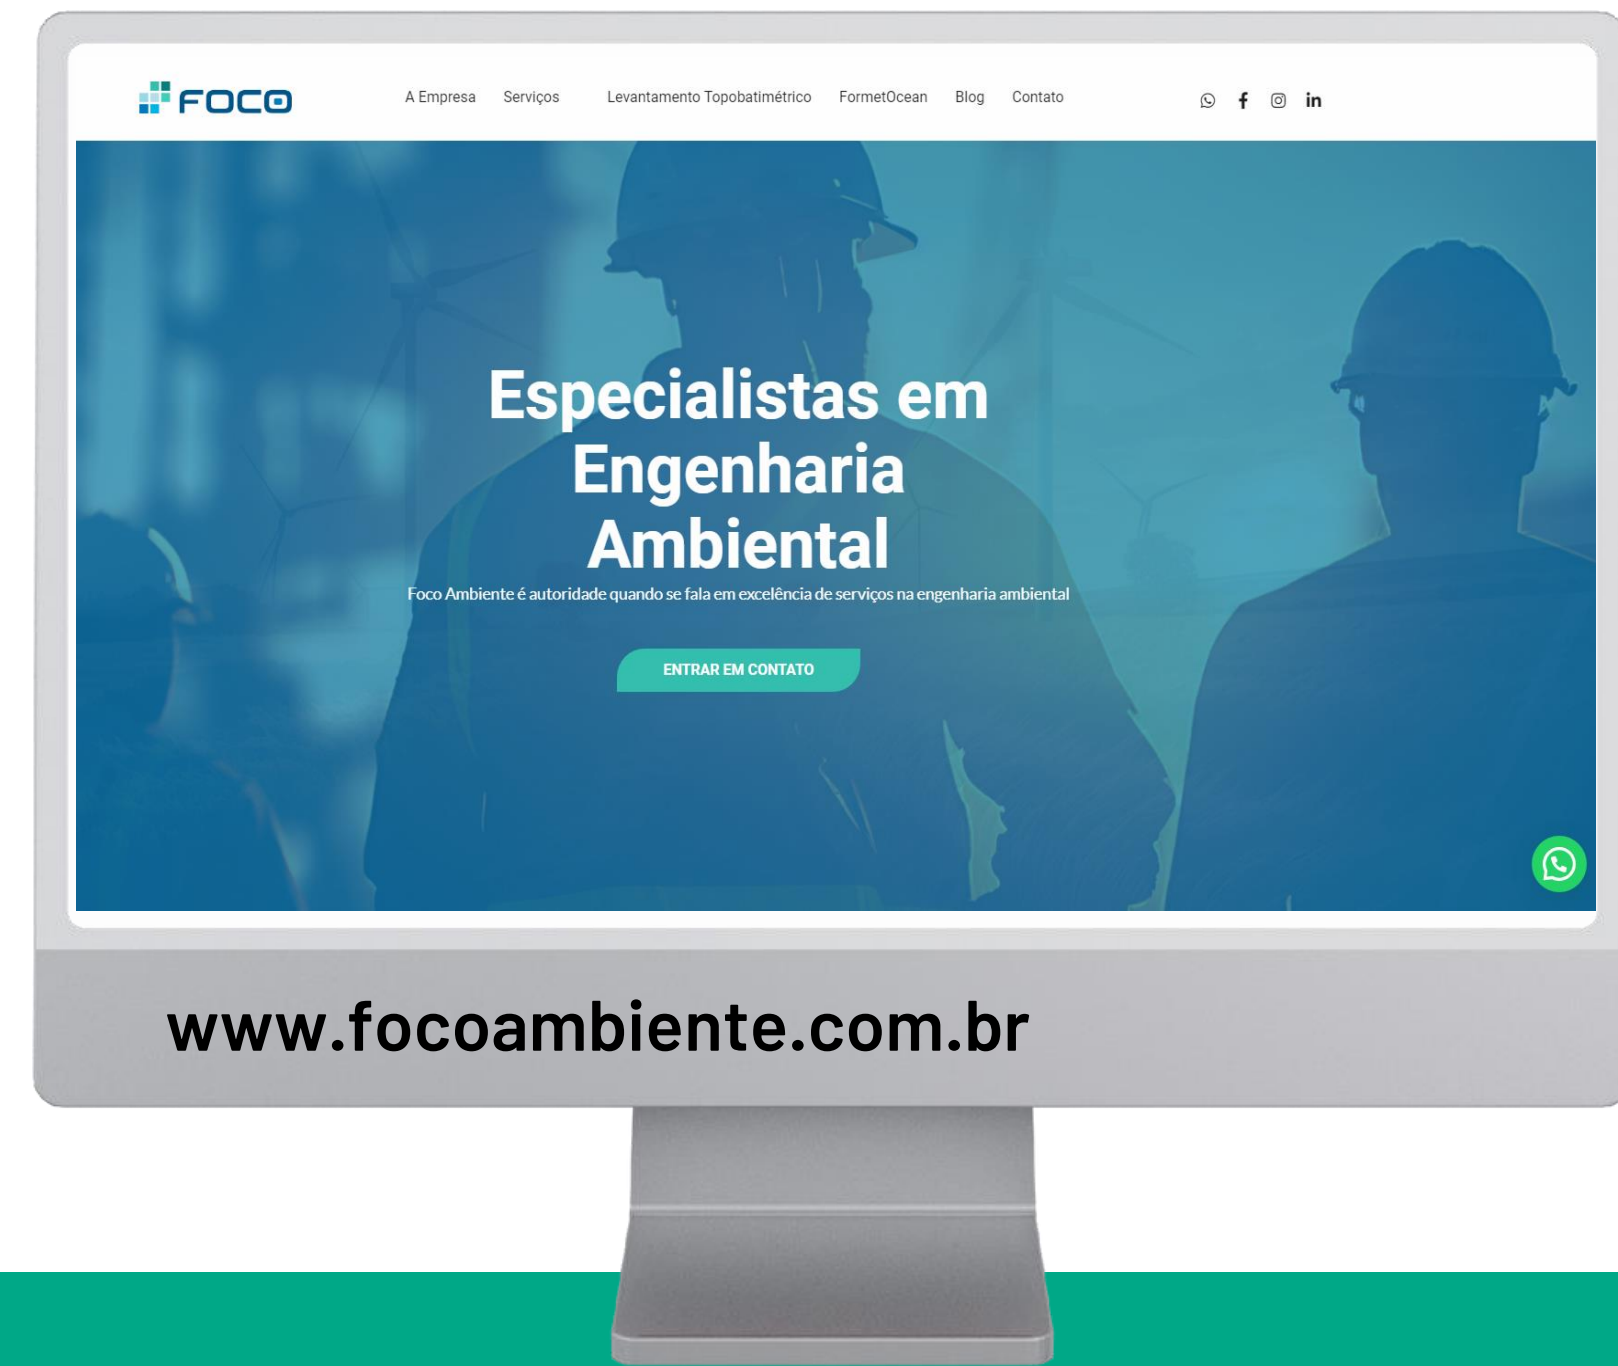 FOCO
A Empresa Serviços Levantamento Topobatimétrico FormetOcean Blog Contato
Especialistas em
Engenharia
Ambiental
Foco Ambiente é autoridade quando se fala em excelência de serviços na engenharia ambiental
ENTRAR EM CONTATO
www.focoambiente.com.br